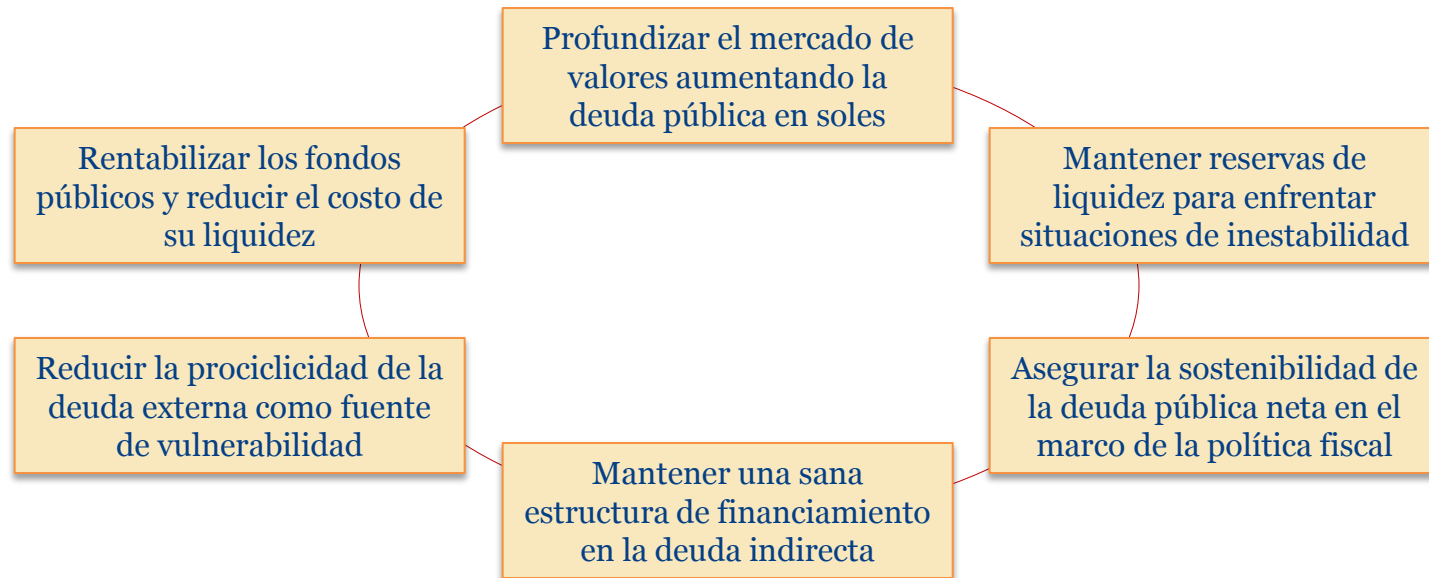 Profundizar el mercado de
valores aumentando la
deuda pública en soles
Mantener reservas de
liquidez para enfrentar
situaciones de inestabilidad
Asegurar la sostenibilidad de
la deuda pública neta en el
marco de la política fiscal
Mantener una sana
estructura de financiamiento
en la deuda indirecta
Reducir la prociclicidad de la
deuda externa como fuente
de vulnerabilidad
Rentabilizar los fondos
públicos y reducir el costo de
su liquidez